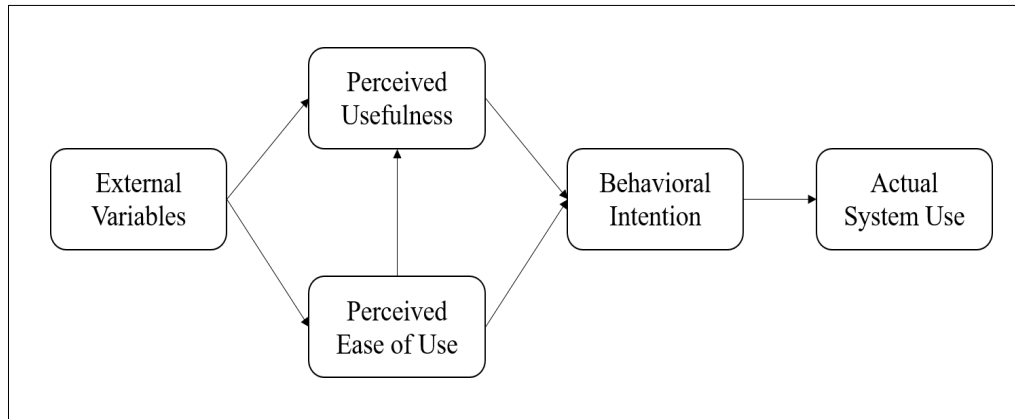 Perceived
Usefulness
External
Variables
Behavioral
Intention
Actual
System Use
Perceived
Ease of Use